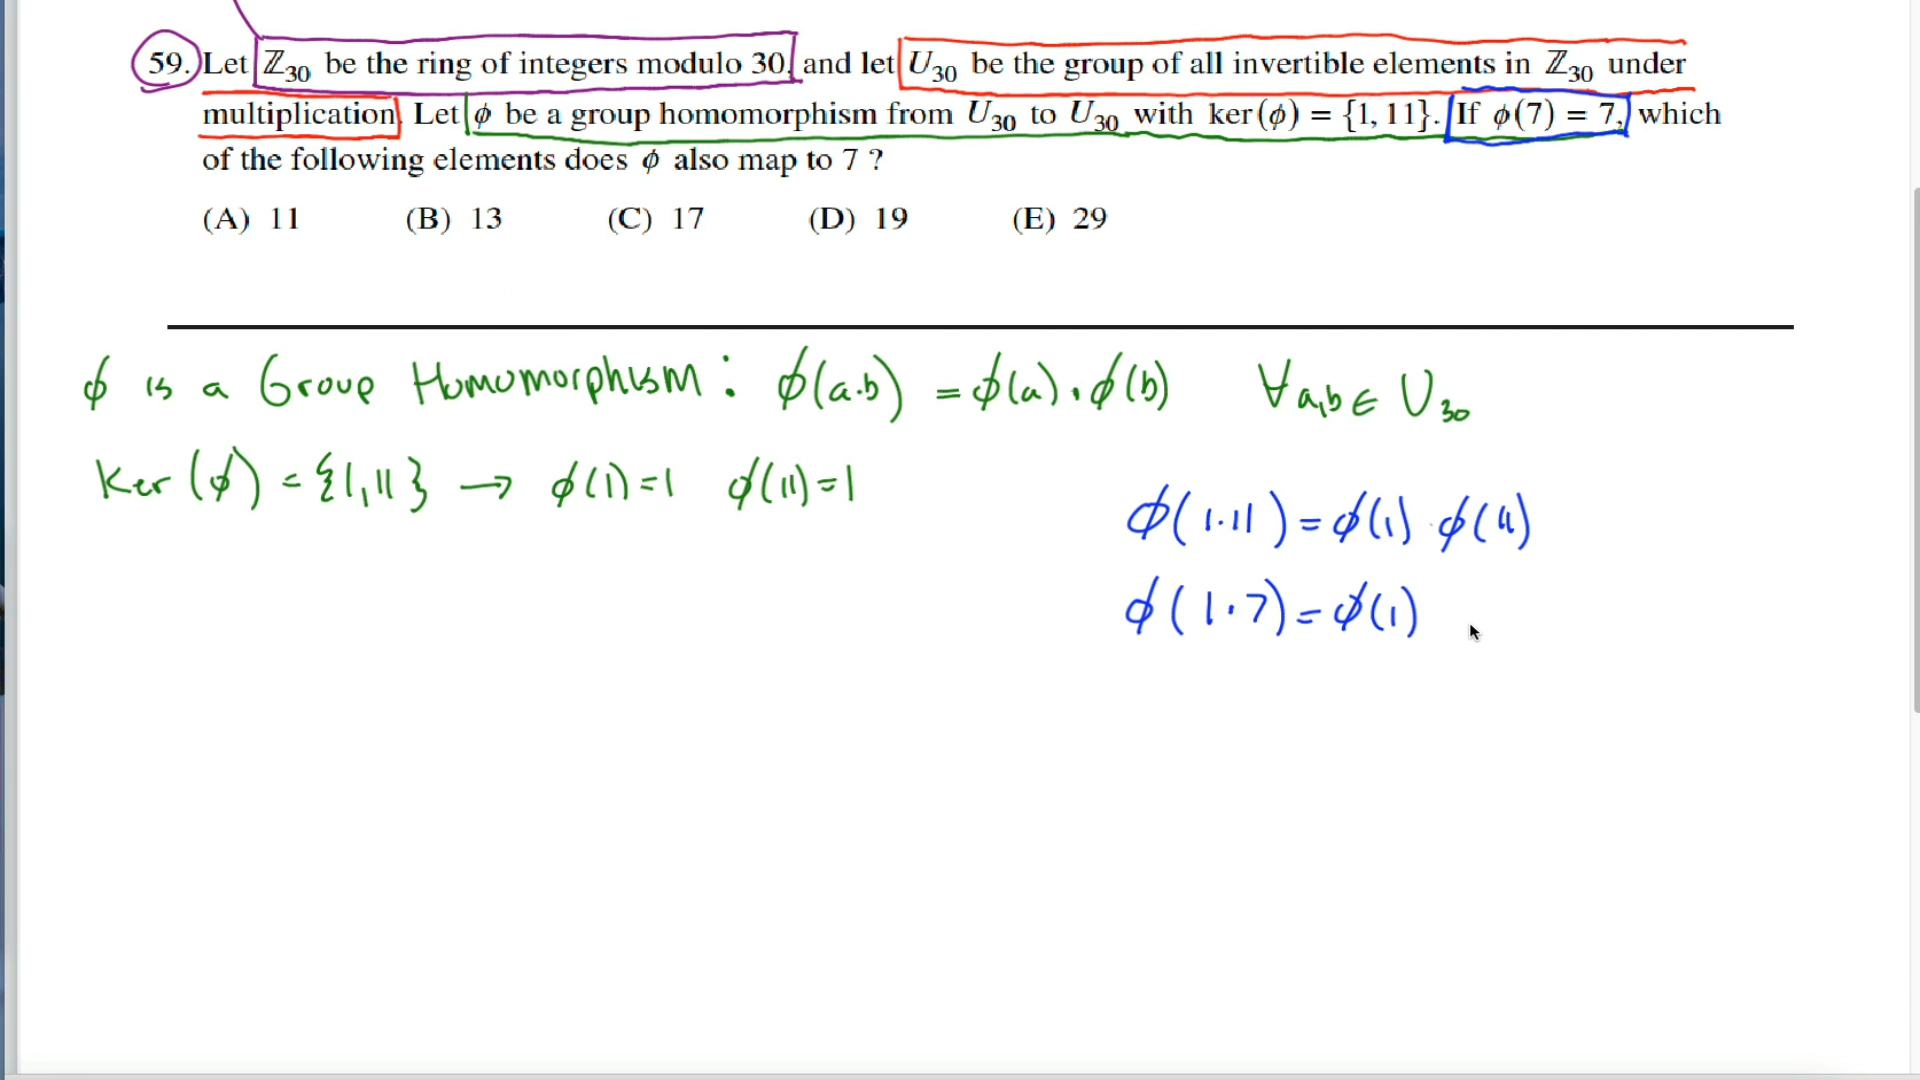 59. Let ℤ₃₀ be the ring of integers modulo 30, and let U₃₀ be the group of all invertible elements in ℤ₃₀ under
multiplication. Let ϕ be a group homomorphism from U₃₀ to U₃₀ with ker(ϕ) = {1, 11}. If ϕ(7) = 7, which
of the following elements does ϕ also map to 7 ?
(A) 11 (B) 13 (C) 17 (D) 19 (E) 29
ϕ is a Group Homomorphism : ϕ(a·b) = ϕ(a)·ϕ(b) ∀a,b ∈ U₃₀
Ker(ϕ) = {1,11} → ϕ(1)=1 ϕ(11)=1
ϕ(1·11) = ϕ(1)·ϕ(11)
ϕ(1·7) = ϕ(1)